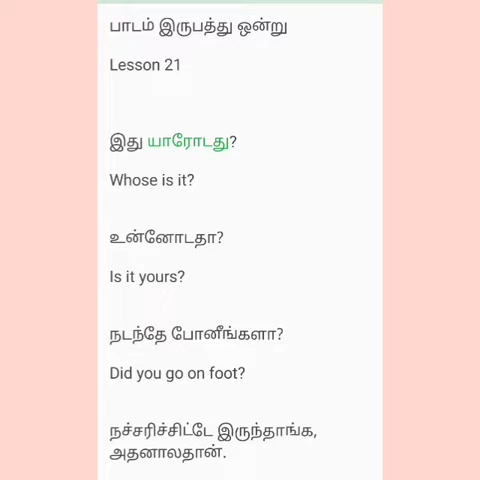 பாடம் இருபத்து ஒன்று
Lesson 21
இது யாரோடது?
Whose is it?
உன்னோடதா?
Is it yours?
நடந்தே போனீங்களா?
Did you go on foot?
நச்சரிச்சிட்டே இருந்தாங்க,
அதனாலதான்.